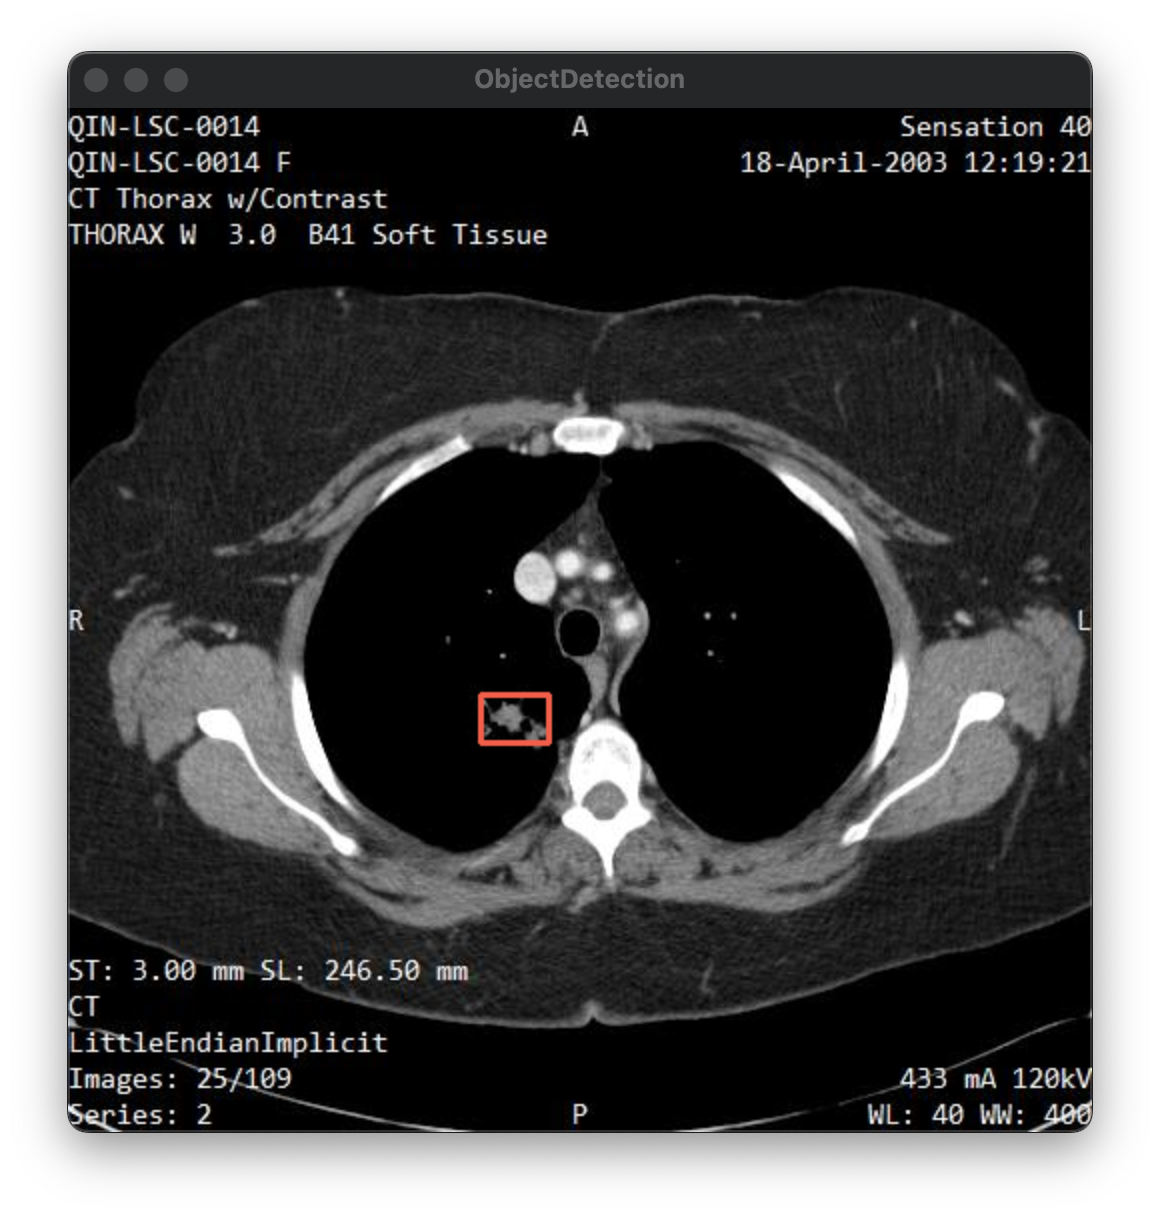 ObjectDetection
QIN-LSC-0014
A
Sensation 40
QIN-LSC-0014 F
18-April-2003 12:19:21
CT Thorax w/Contrast
THORAX W  3.0  B41 Soft Tissue
R
L
ST: 3.00 mm SL: 246.50 mm
CT
LittleEndianImplicit
Images: 25/109
433 mA 120kV
Series: 2
P
WL: 40 WW: 400